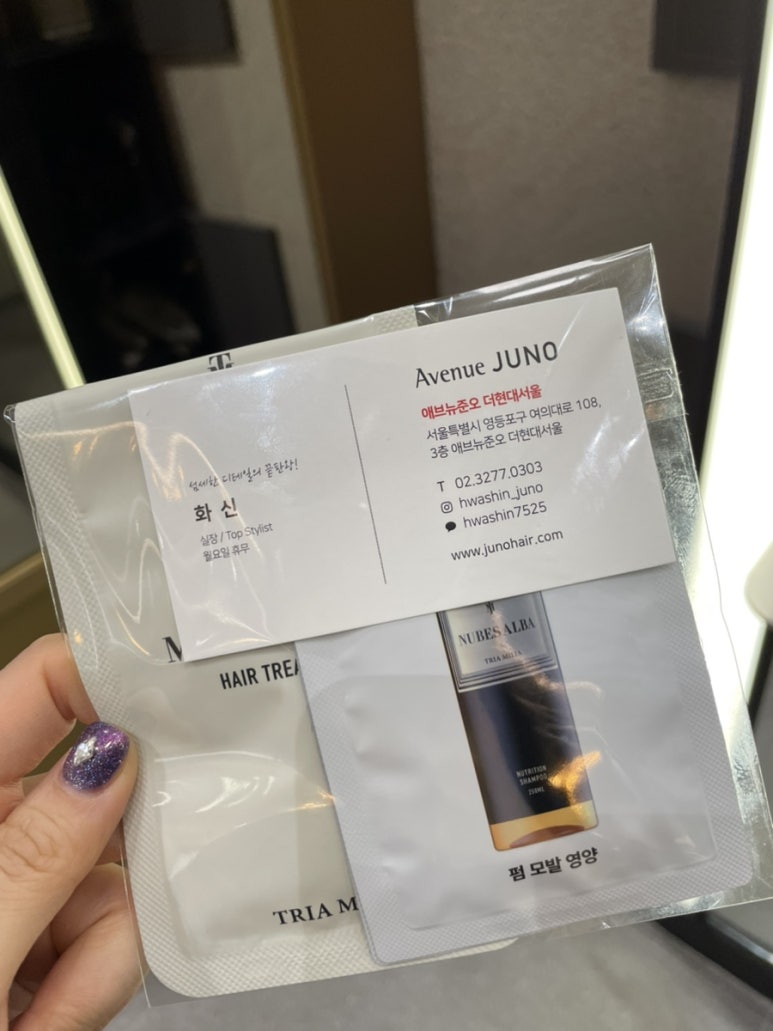 섬세한 디테일의 끝판왕!
화 신
실장 / Top Stylist
월요일 휴무
Avenue JUNO
애브뉴준오 더현대서울
서울특별시 영등포구 여의대로 108,
3층 애브뉴준오 더현대서울
T 02.3277.0303
hwashin_juno
hwashin7525
www.junohair.com
M
HAIR TREA
TRIA M
NUBES ALBA
TRIA MILIA
NUTRITION
SHAMPOO
250ML
펌 모발 영양